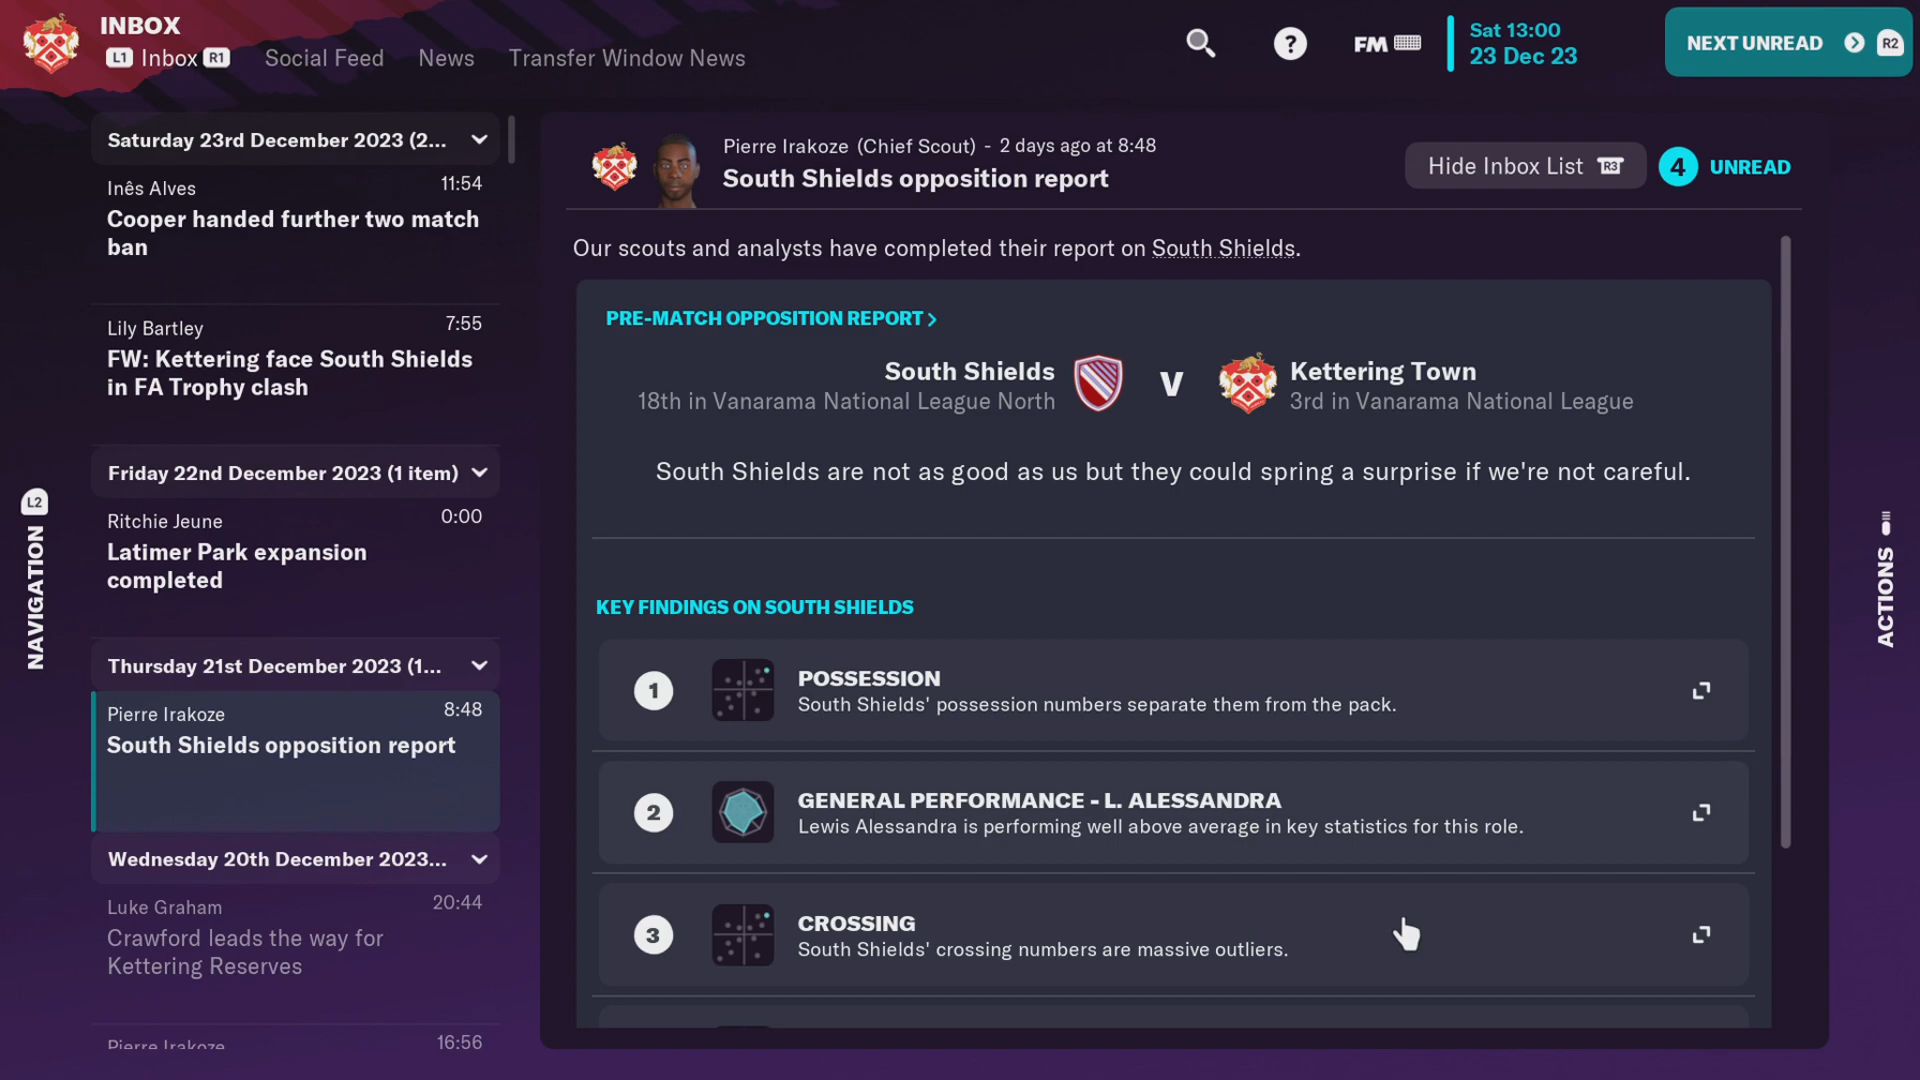 INBOX
L1 Inbox R1
Social Feed
News
Transfer Window News
?
FM
Sat 13:00
23 Dec 23
NEXT UNREAD R2
Saturday 23rd December 2023 (2...
Inês Alves 11:54
Cooper handed further two match
ban
Lily Bartley 7:55
FW: Kettering face South Shields
in FA Trophy clash
Friday 22nd December 2023 (1 item)
Ritchie Jeune 0:00
Latimer Park expansion
completed
Thursday 21st December 2023 (1...
Pierre Irakoze 8:48
South Shields opposition report
Wednesday 20th December 2023...
Luke Graham 20:44
Crawford leads the way for
Kettering Reserves
Pierre Irakoze 16:56
L2
NAVIGATION
Pierre Irakoze (Chief Scout) - 2 days ago at 8:48
South Shields opposition report
Hide Inbox List R3
4 UNREAD
Our scouts and analysts have completed their report on South Shields.
PRE-MATCH OPPOSITION REPORT >
South Shields
18th in Vanarama National League North
V
Kettering Town
3rd in Vanarama National League
South Shields are not as good as us but they could spring a surprise if we're not careful.
KEY FINDINGS ON SOUTH SHIELDS
1
POSSESSION
South Shields' possession numbers separate them from the pack.
2
GENERAL PERFORMANCE - L. ALESSANDRA
Lewis Alessandra is performing well above average in key statistics for this role.
3
CROSSING
South Shields' crossing numbers are massive outliers.
ACTIONS